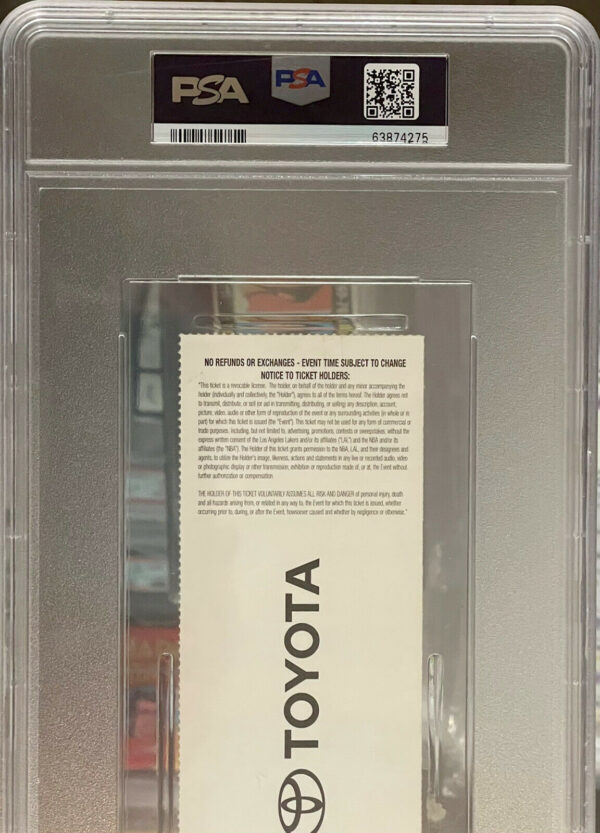 PSA
PSA
63874275
NO REFUNDS OR EXCHANGES - EVENT TIME SUBJECT TO CHANGE
NOTICE TO TICKET HOLDERS:
"This ticket is a revocable license. The holder, on behalf of the holder and any minor accompanying the
holder (individually and collectively, the "Holder"), agrees to all of the terms hereof. The Holder agrees not
to transmit, distribute, or sell (or aid in transmitting, distributing, or selling) any description, account,
picture, video, audio or other form of reproduction of the event or any surrounding activities (in whole or in
part) for which this ticket is issued (the "Event"). This ticket may not be used for any form of commercial or
trade purposes, including, but not limited to, advertising, promotions, contests or sweepstakes, without the
express written consent of the Los Angeles Lakers and/or its affiliates ("LAL") and the NBA and/or its
affiliates (the "NBA"). The Holder of this ticket grants permission to the NBA, LAL, and their designees and
agents, to utilize the Holder's image, likeness, actions and statements in any live or recorded audio, video
or photographic display or other transmission, exhibition or reproduction made of, or at, the Event without
further authorization or compensation.
THE HOLDER OF THIS TICKET VOLUNTARILY ASSUMES ALL RISK AND DANGER of personal injury, death
and all hazards arising from, or related in any way to, the Event for which this ticket is issued, whether
occurring prior to, during, or after the Event, howsoever caused and whether by negligence or otherwise."
TOYOTA